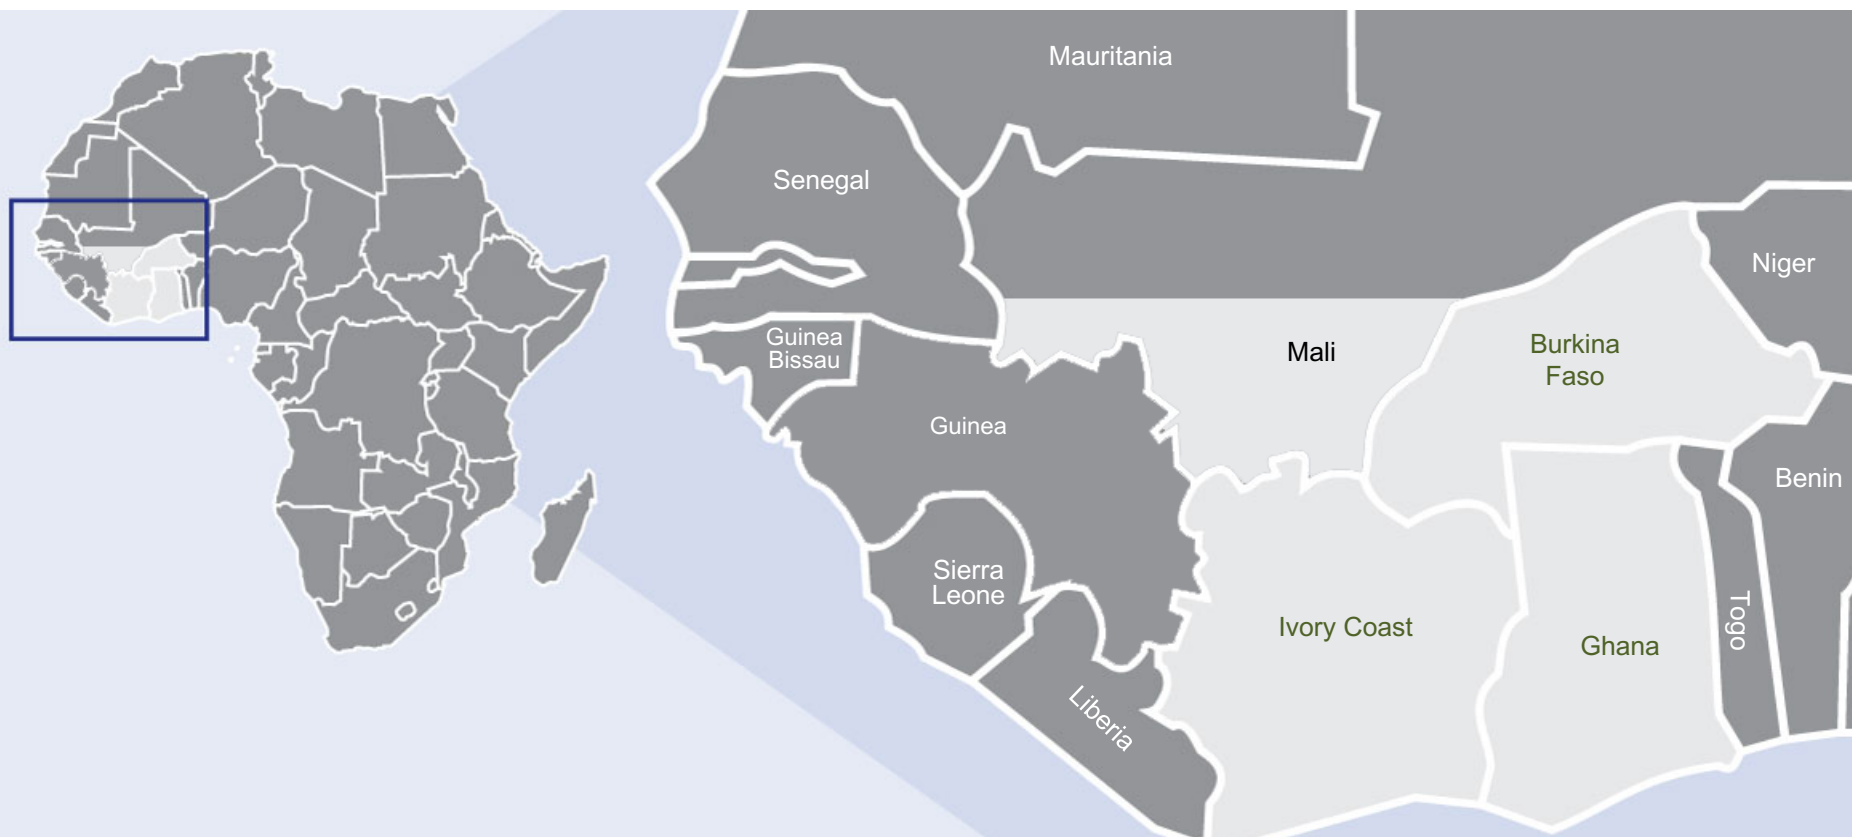 Mauritania
Senegal
Niger
Guinea
Bissau
Mali
Burkina
Faso
Guinea
Benin
Sierra
Leone
Ivory Coast
Ghana
Togo
Liberia